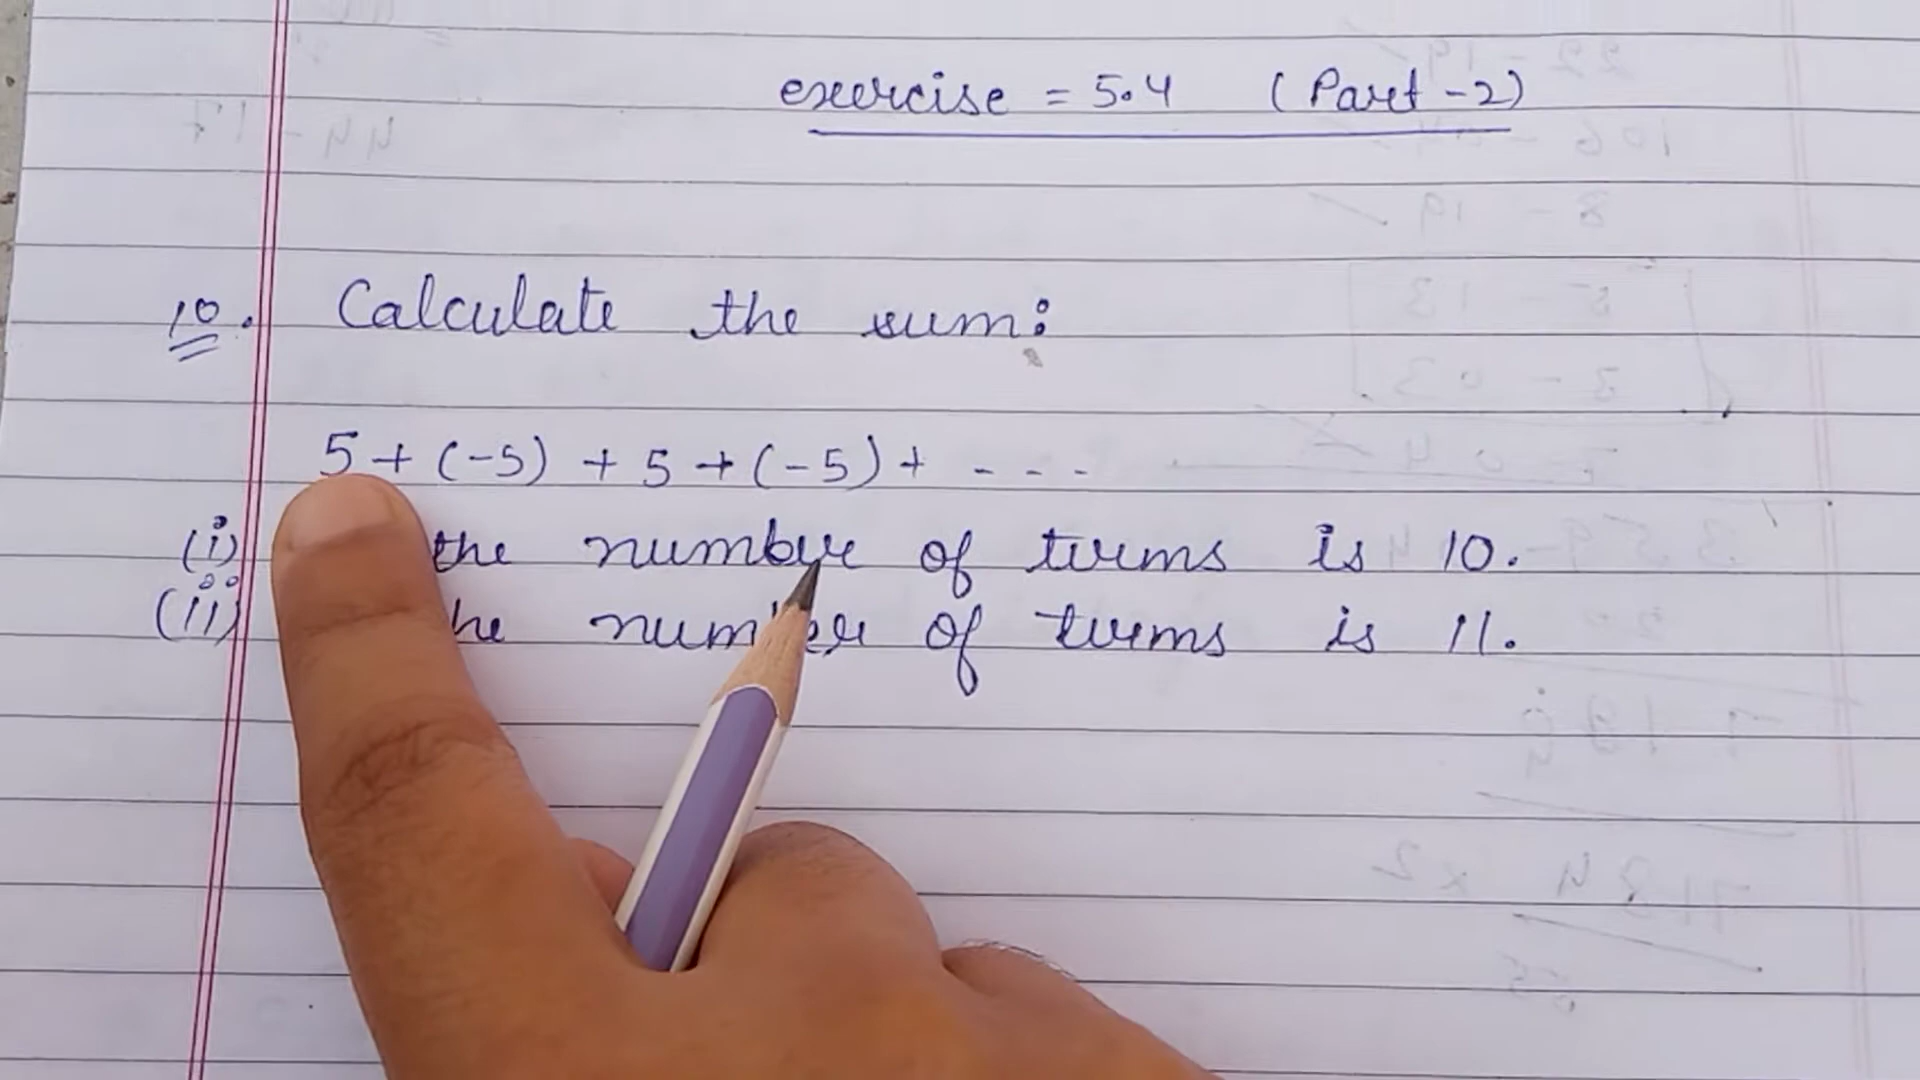 exercise = 5.4 (Part - 2)
10. Calculate the sum:
5 + (-5) + 5 + (-5) + - - -
(i) the number of terms is 10.
(ii) he number of terms is 11.